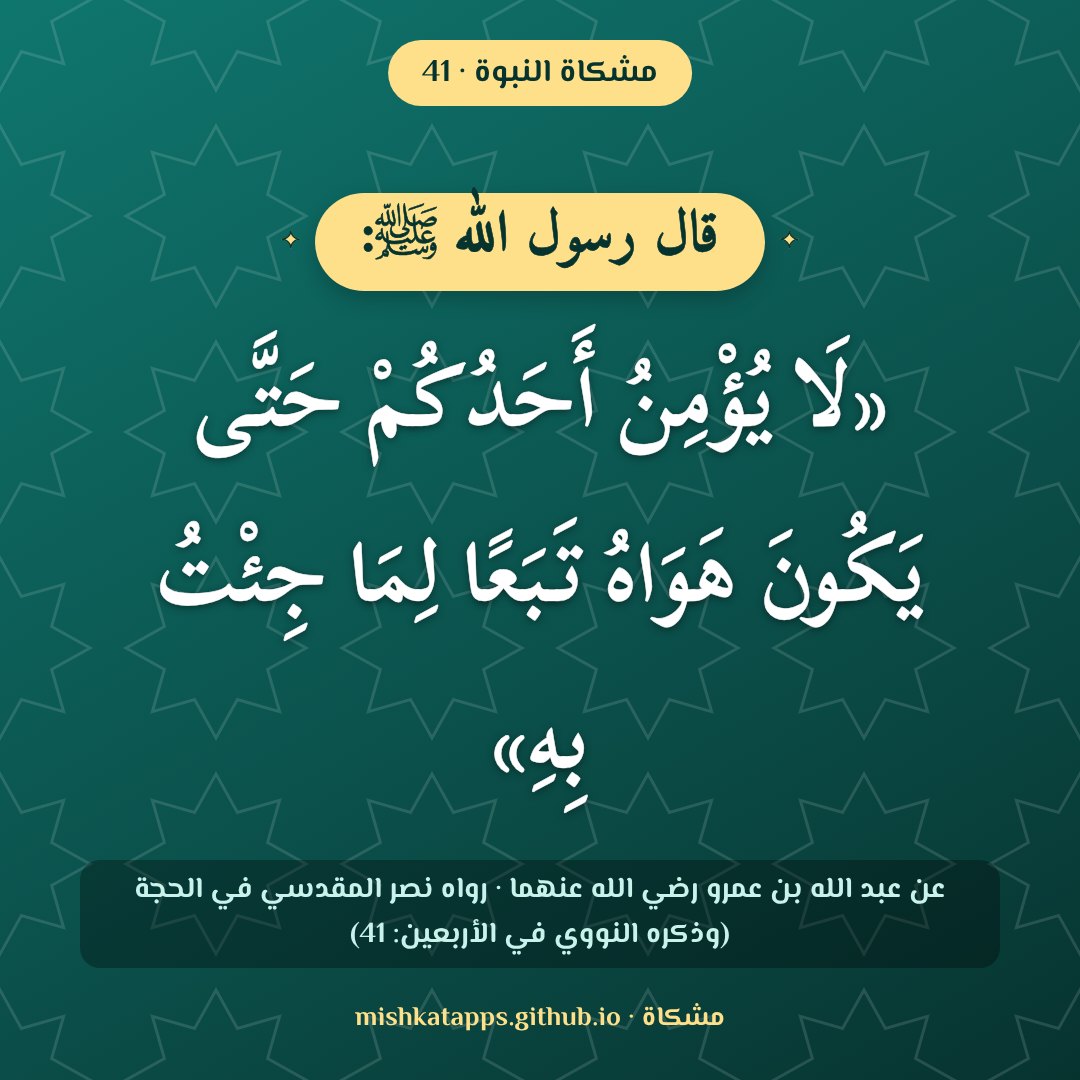 مشكاة النبوة · 41
قال رسول الله ﷺ:
«لَا يُؤْمِنُ أَحَدُكُمْ حَتَّى
يَكُونَ هَوَاهُ تَبَعًا لِمَا جِئْتُ
بِهِ»
عن عبد الله بن عمرو رضي الله عنهما · رواه نصر المقدسي في الحجة
(وذكره النووي في الأربعين: 41)
مشكاة · mishkatapps.github.io